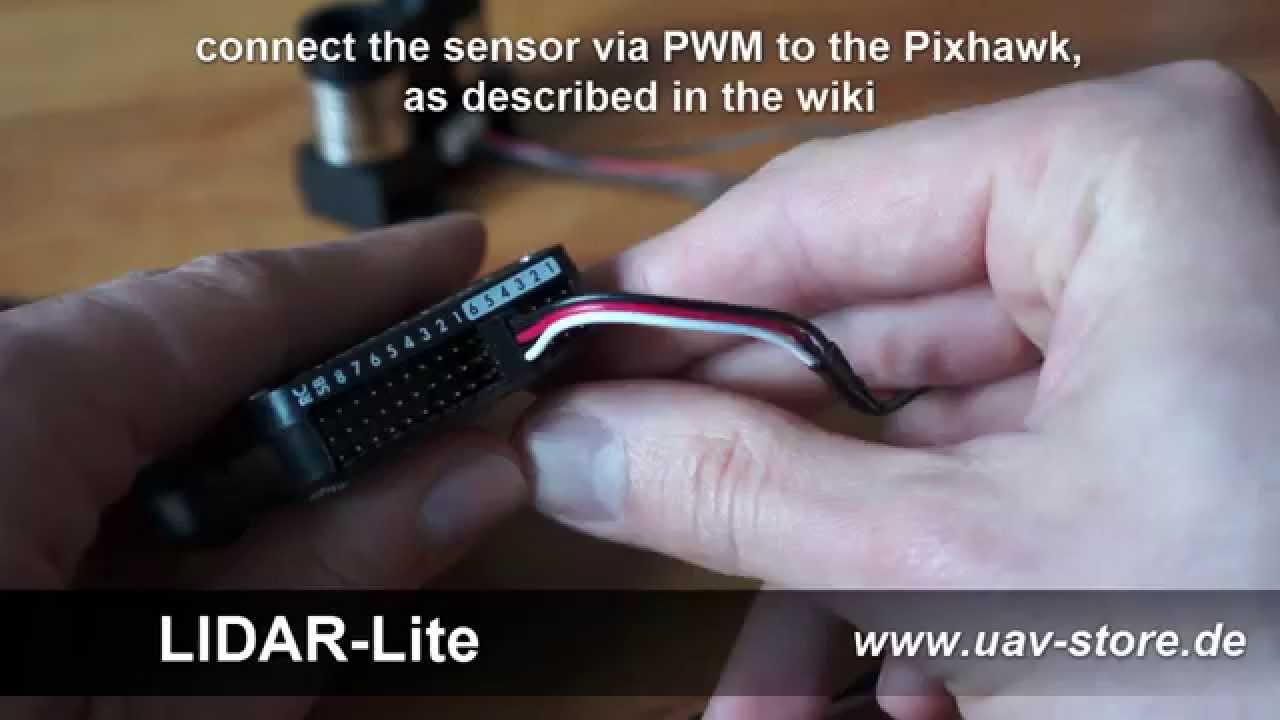 connect the sensor via PWM to the Pixhawk,
as described in the wiki
RC SB 8 7 6 5 4 3 2 1 6 5 4 3 2 1
LIDAR-Lite
www.uav-store.de